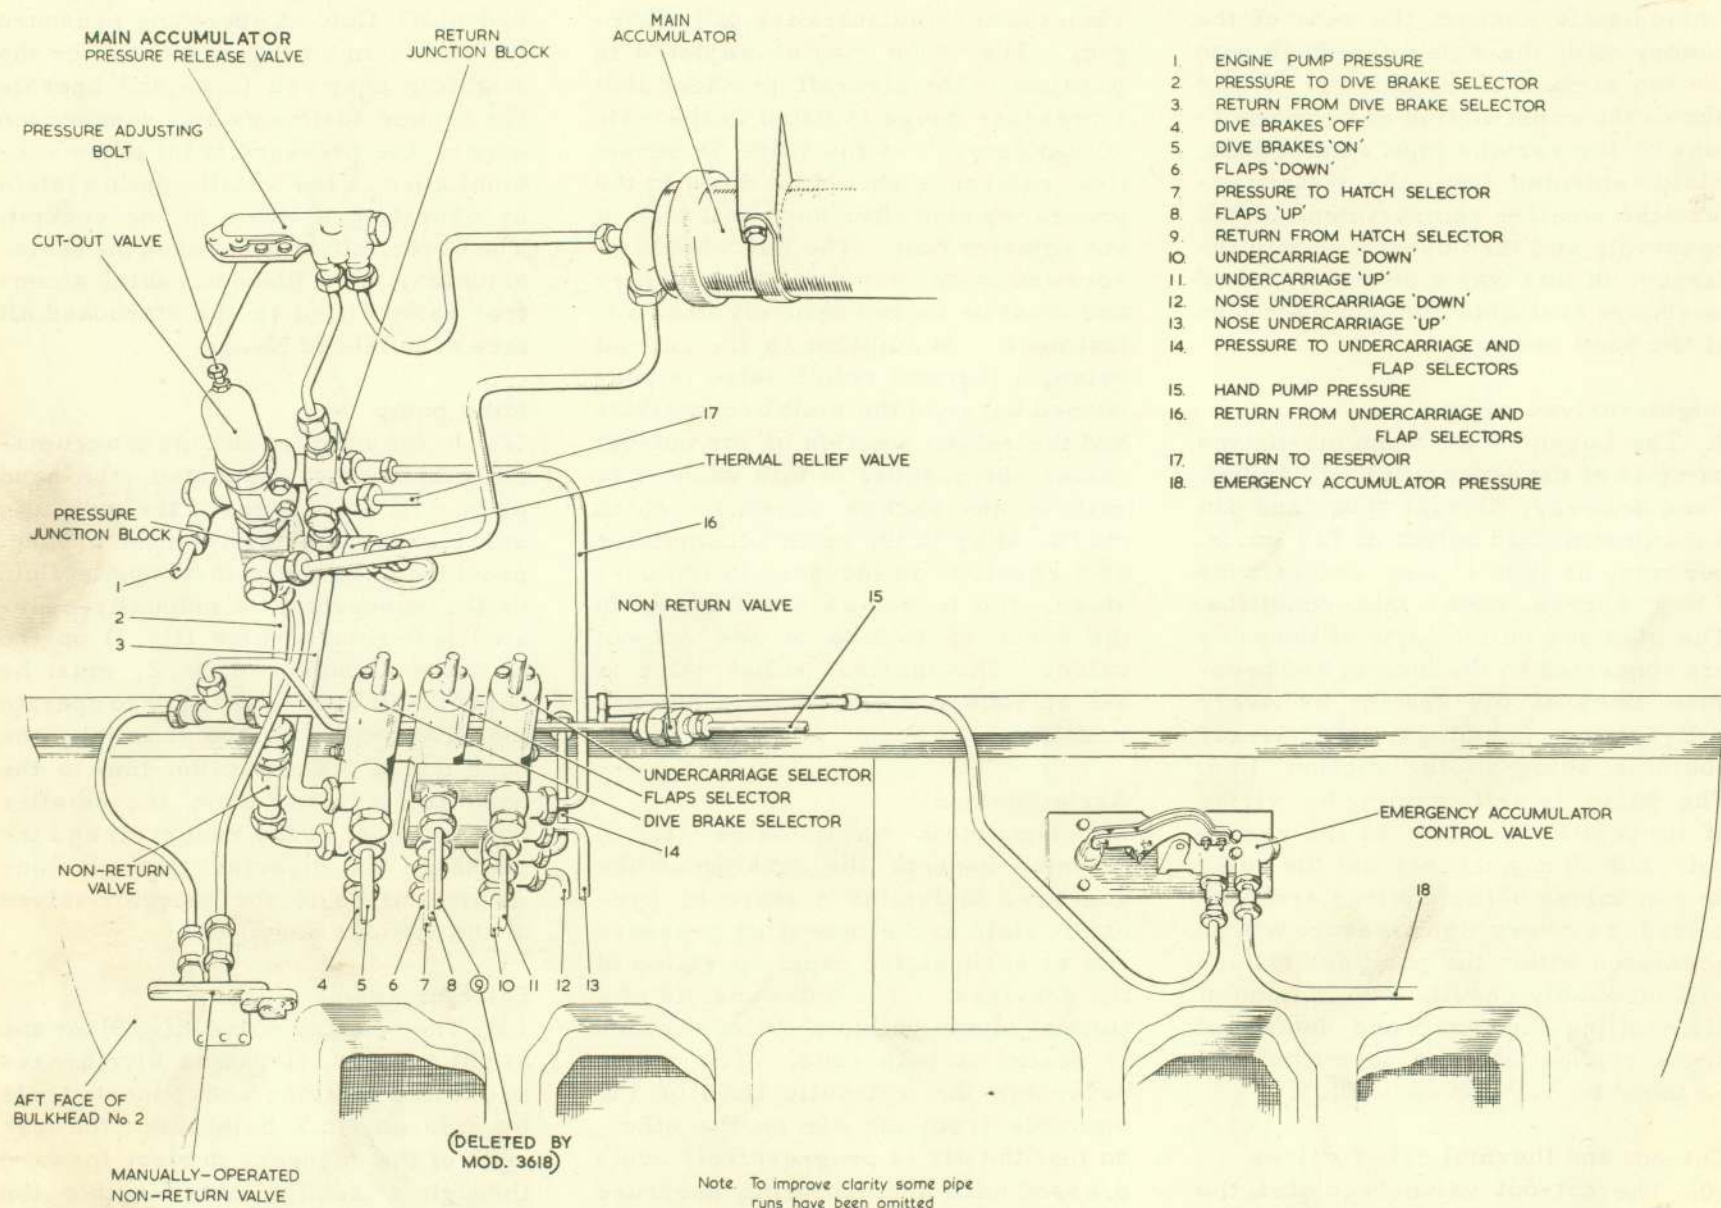 MAIN ACCUMULATOR
PRESSURE RELEASE VALVE
RETURN
JUNCTION BLOCK
MAIN
ACCUMULATOR
PRESSURE ADJUSTING
BOLT
CUT-OUT VALVE
PRESSURE
JUNCTION BLOCK
1
2
3
17
THERMAL RELIEF VALVE
16
NON RETURN VALVE
15
UNDERCARRIAGE SELECTOR
FLAPS SELECTOR
DIVE BRAKE SELECTOR
14
NON-RETURN
VALVE
EMERGENCY ACCUMULATOR
CONTROL VALVE
18
4 5 6 7 8 9 10 11 12 13
AFT FACE OF
BULKHEAD No 2
MANUALLY-OPERATED
NON-RETURN VALVE
(DELETED BY
MOD. 3618)
Note. To improve clarity some pipe
runs have been omitted
1. ENGINE PUMP PRESSURE
2. PRESSURE TO DIVE BRAKE SELECTOR
3. RETURN FROM DIVE BRAKE SELECTOR
4. DIVE BRAKES 'OFF'
5. DIVE BRAKES 'ON'
6. FLAPS 'DOWN'
7. PRESSURE TO HATCH SELECTOR
8. FLAPS 'UP'
9. RETURN FROM HATCH SELECTOR
10. UNDERCARRIAGE 'DOWN'
11. UNDERCARRIAGE 'UP'
12. NOSE UNDERCARRIAGE 'DOWN'
13. NOSE UNDERCARRIAGE 'UP'
14. PRESSURE TO UNDERCARRIAGE AND
FLAP SELECTORS
15. HAND PUMP PRESSURE
16. RETURN FROM UNDERCARRIAGE AND
FLAP SELECTORS
17. RETURN TO RESERVOIR
18. EMERGENCY ACCUMULATOR PRESSURE